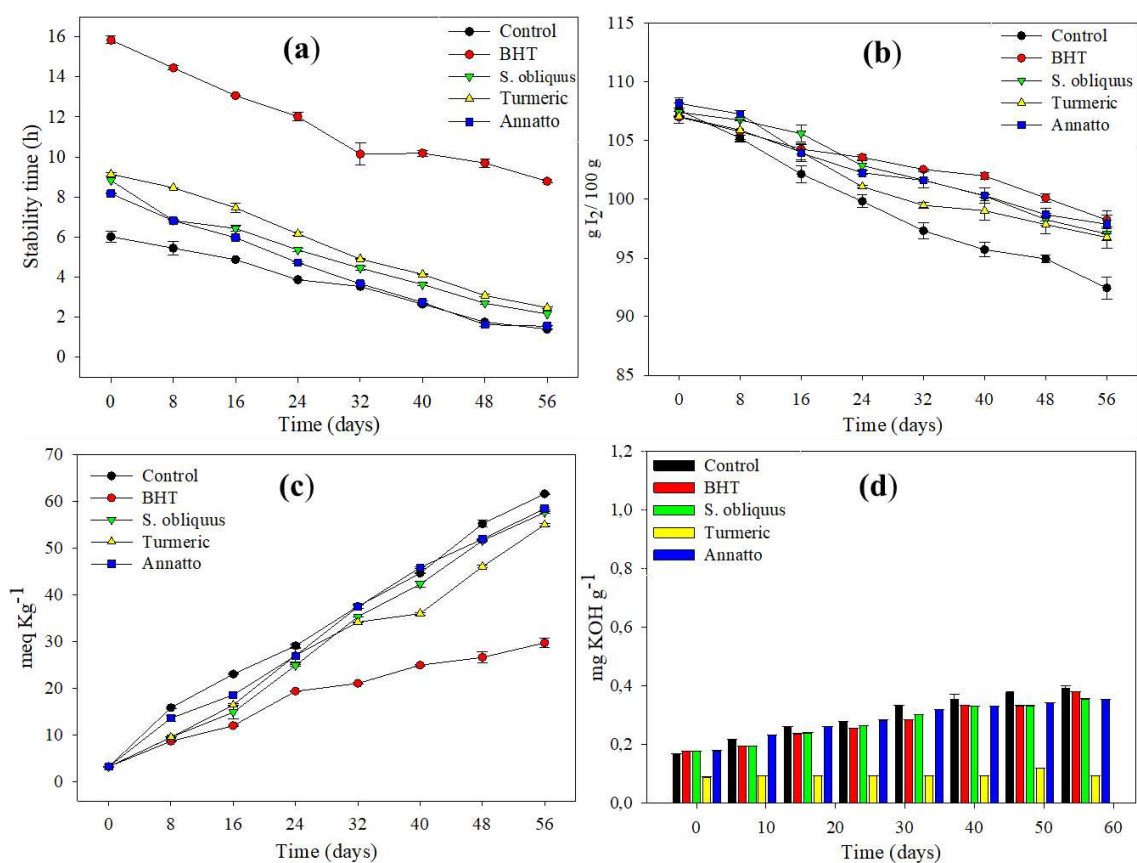 (a)
Control
BHT
S. obliquus
Turmeric
Annatto
Stability time (h)
16
14
12
10
8
6
4
2
0
0 8 16 24 32 40 48 56
Time (days)
(b)
Control
BHT
S. obliquus
Turmeric
Annatto
g I2/ 100 g
115
110
105
100
95
90
85
0 8 16 24 32 40 48 56
Time (days)
(c)
Control
BHT
S. obliquus
Turmeric
Annatto
meq Kg-1
70
60
50
40
30
20
10
0
0 8 16 24 32 40 48 56
Time (days)
(d)
Control
BHT
S. obliquus
Turmeric
Annatto
mg KOH g-1
1,2
1,0
0,8
0,6
0,4
0,2
0,0
0 10 20 30 40 50 60
Time (days)